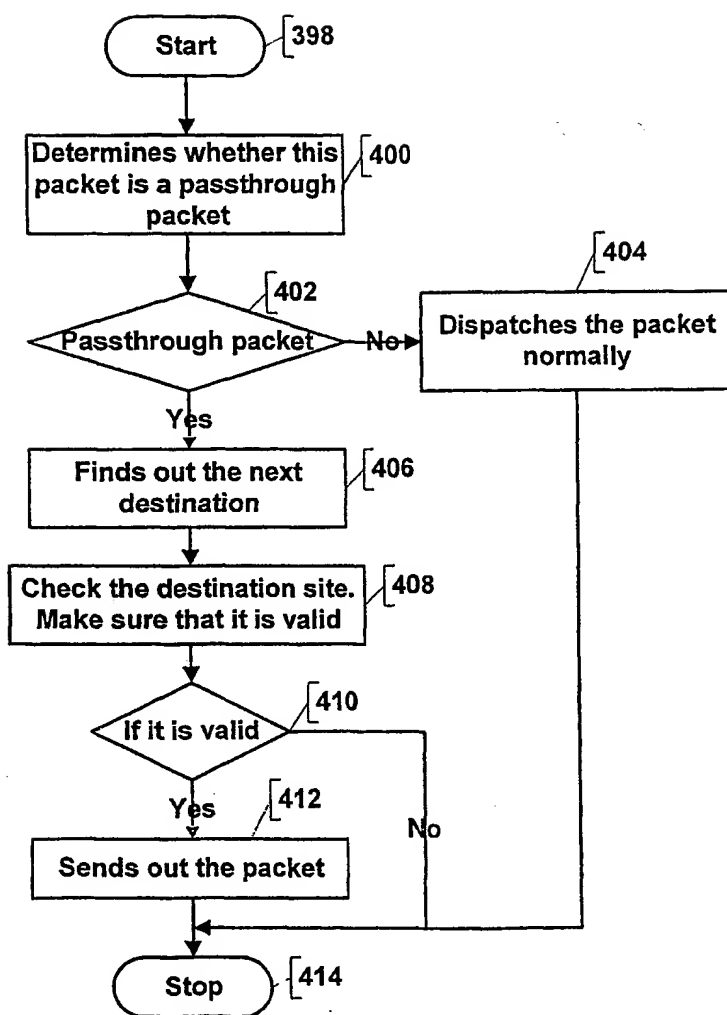 Start
398
Determines whether this
packet is a passthrough
packet
400
402
Passthrough packet
No
404
Dispatches the packet
normally
Yes
Finds out the next
destination
406
Check the destination site.
Make sure that it is valid
408
410
If it is valid
Yes
412
No
Sends out the packet
Stop
414